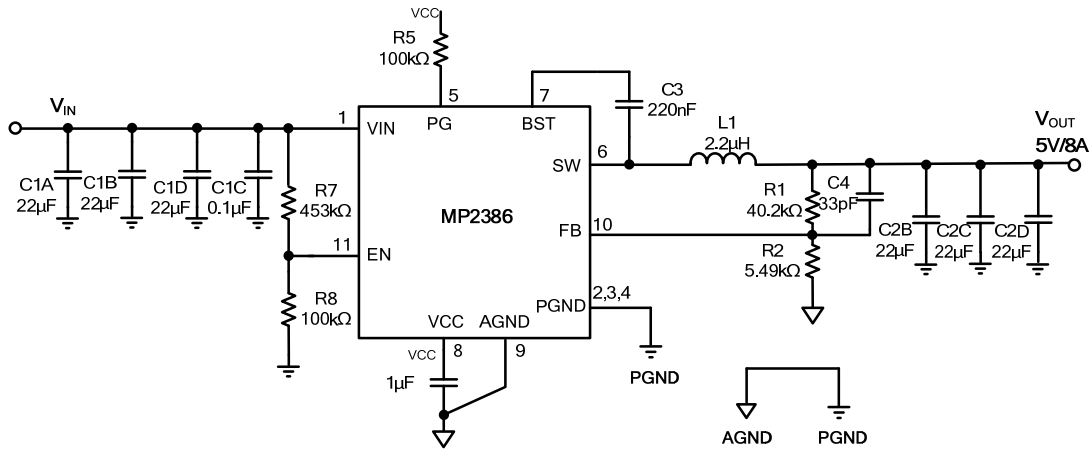 VCC
R5
100kΩ
5
7
C3
220nF
VIN
1
VIN
PG
BST
SW
6
L1
2.2µH
VOUT
5V/8A
C1A
22µF
C1B
22µF
C1D
22µF
C1C
0.1µF
R7
453kΩ
MP2386
R1
40.2kΩ
C4
33pF
FB
10
11
EN
R2
5.49kΩ
C2B
22µF
C2C
22µF
C2D
22µF
R8
100kΩ
PGND
2,3,4
VCC
AGND
VCC
8
9
1µF
PGND
AGND
PGND